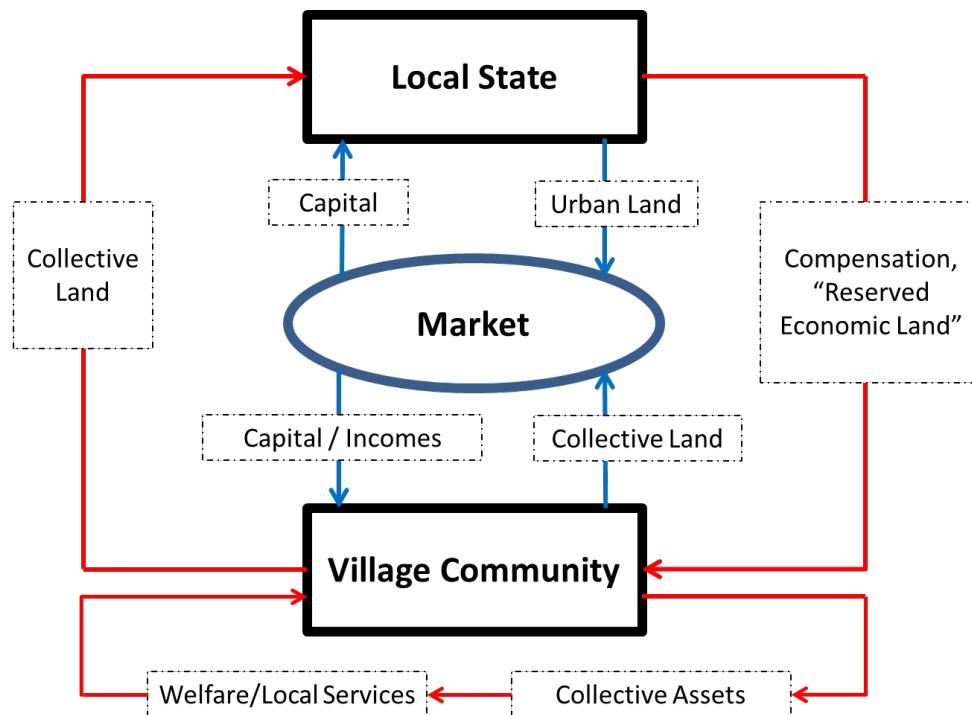 Local State
Capital
Urban Land
Collective
Land
Compensation,
“Reserved
Economic Land”
Market
Capital / Incomes
Collective Land
Village Community
Welfare/Local Services
Collective Assets